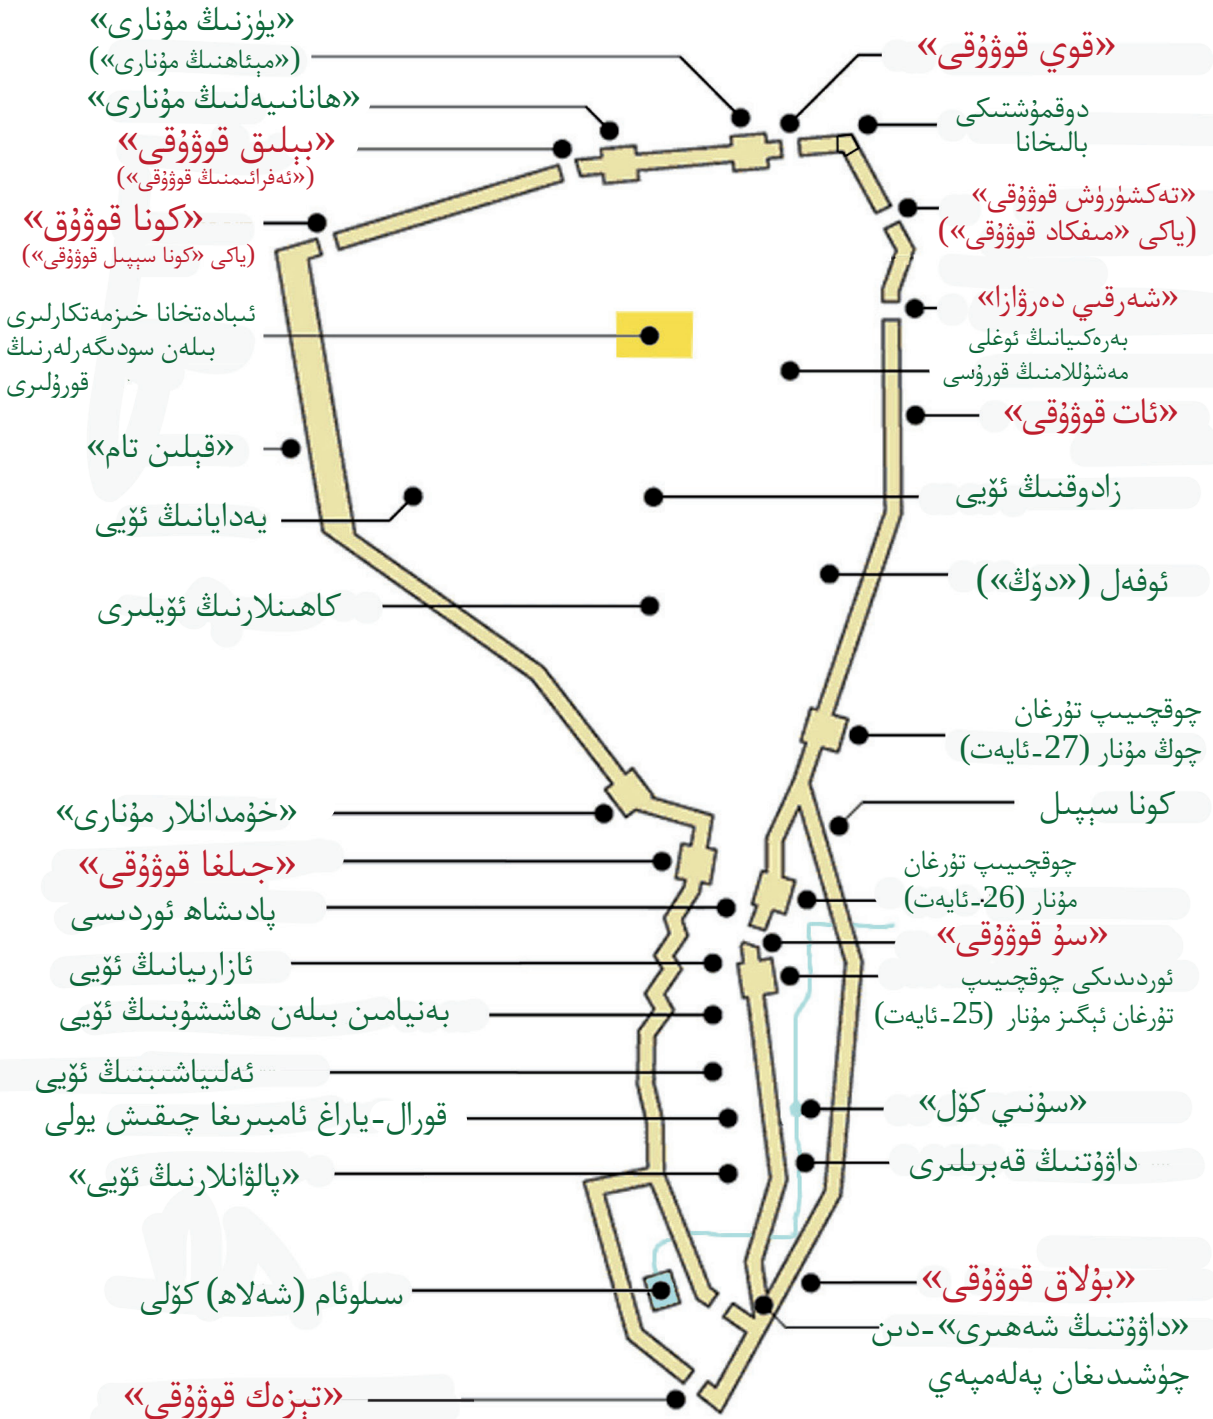 «يۈزنىڭ مۇنارى»
(«مېئاھنىڭ مۇنارى»)
«ھانانىيەلنىڭ مۇنارى»
«بېلىق قوۋۇقى»
(«ئەفرائىمنىڭ قوۋۇقى»)
«كونا قوۋۇق»
(ياكى «كونا سېپىل قوۋۇقى»)
ئىبادەتخانا خىزمەتكارلىرى
بىلەن سودىگەرلەرنىڭ
قورۇلىرى
«قېلىن تام»
يەدايانىڭ ئۆيى
كاھىنلارنىڭ ئۆيلىرى
«خۇمدانلار مۇنارى»
«جىلغا قوۋۇقى»
پادىشاھ ئوردىسى
ئازارىيانىڭ ئۆيى
بەنيامىن بىلەن ھاششۇبنىڭ ئۆيى
ئەلىياشىبنىڭ ئۆيى
قورال-ياراغ ئامبىرىغا چىقىش يولى
«پالۋانلارنىڭ ئۆيى»
سىلوئام (شەلاھ) كۆلى
«تېزەك قوۋۇقى»
«قوي قوۋۇقى»
دوقمۇشتىكى
بالىخانا
«تەكشۈرۈش قوۋۇقى»
(ياكى «مىفكاد قوۋۇقى»)
«شەرقىي دەرۋازا»
بەرەكىيانىڭ ئوغلى
مەشۇللامنىڭ قورۇسى
«ئات قوۋۇقى»
زادوقنىڭ ئۆيى
ئوفەل («دۆڭ»)
چوقچىيىپ تۇرغان
چوڭ مۇنار (27-ئايەت)
كونا سېپىل
چوقچىيىپ تۇرغان
مۇنار (26-ئايەت)
«سۇ قوۋۇقى»
ئوردىدىكى چوقچىيىپ
تۇرغان ئېگىز مۇنار (25-ئايەت)
«سۈنئىي كۆل»
داۋۇتنىڭ قەبرىلىرى
«بۇلاق قوۋۇقى»
«داۋۇتنىڭ شەھىرى»-دىن
چۈشىدىغان پەلەمپەي